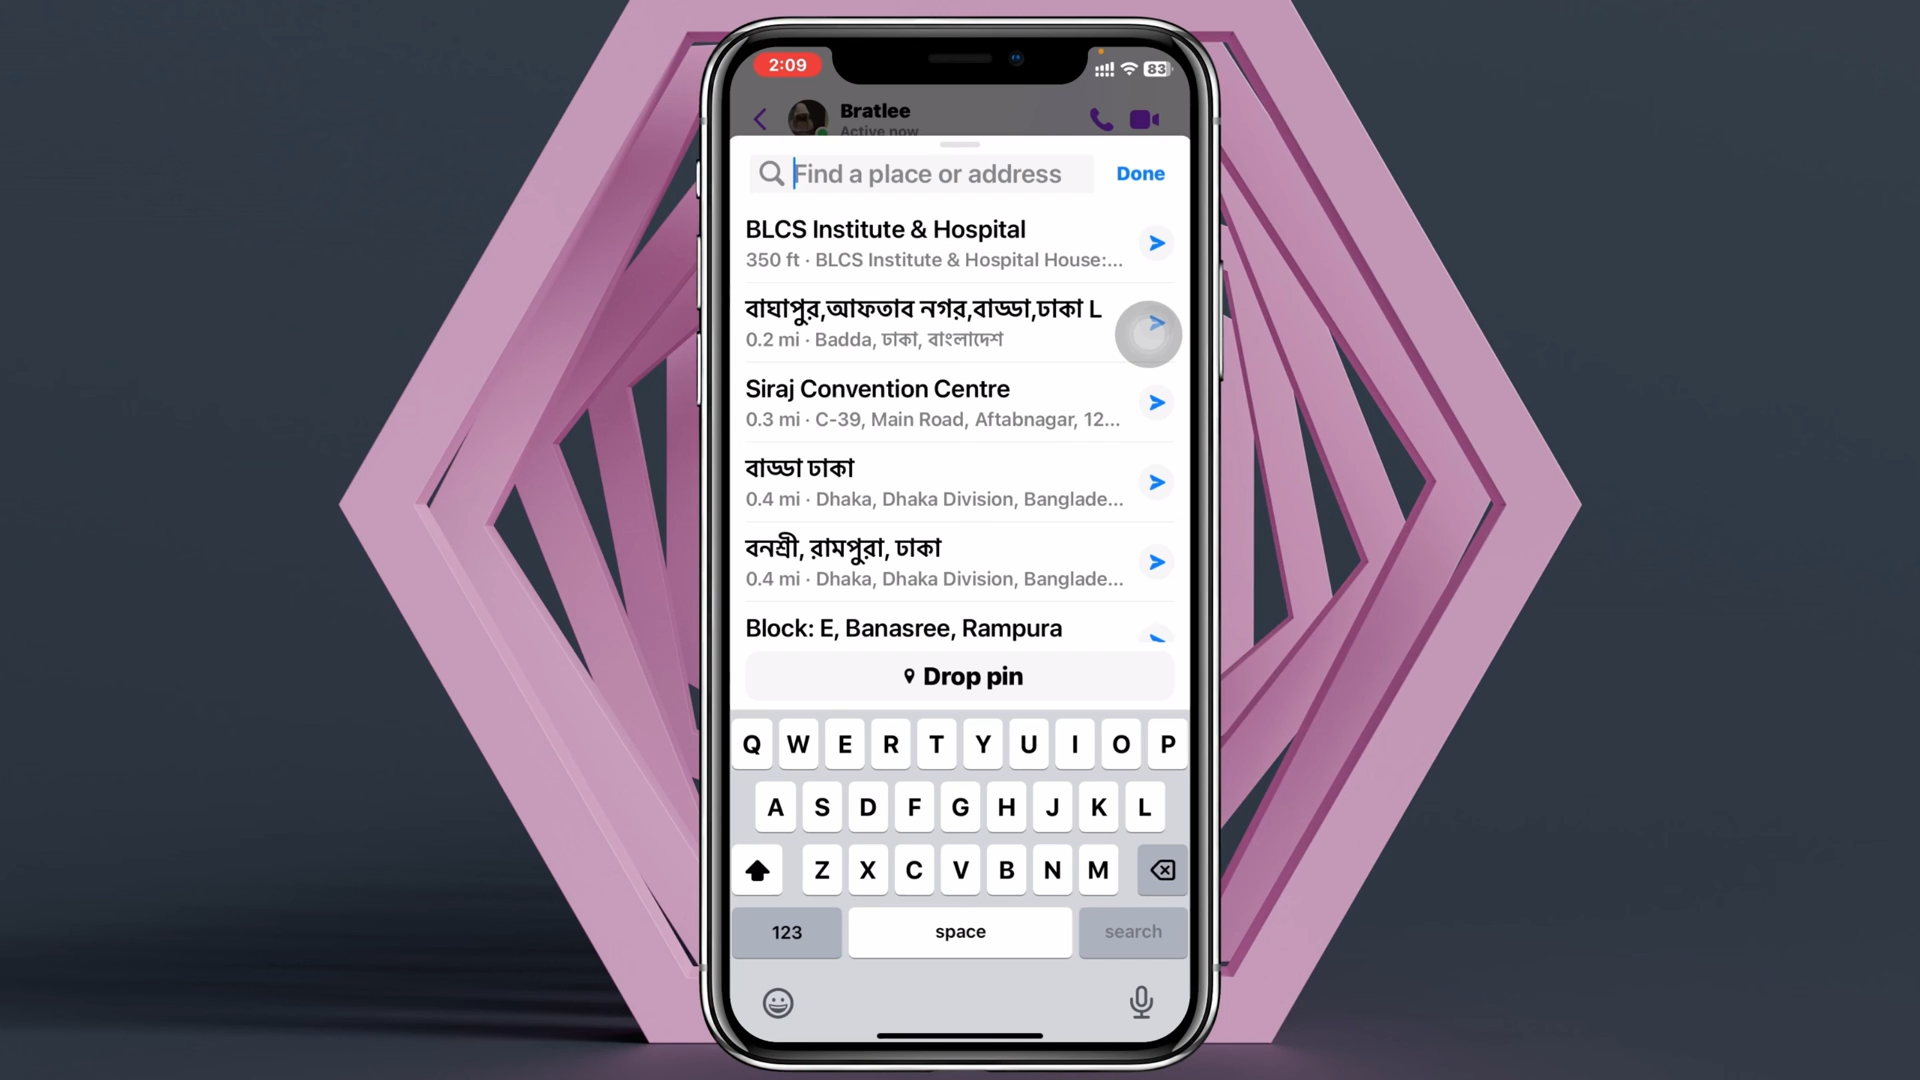 2:09
83
Bratlee
Active now
Find a place or address
Done
BLCS Institute & Hospital
350 ft · BLCS Institute & Hospital House:...
বাঘাপুর,আফতাব নগর,বাড্ডা,ঢাকা L
0.2 mi · Badda, ঢাকা, বাংলাদেশ
Siraj Convention Centre
0.3 mi · C-39, Main Road, Aftabnagar, 12...
বাড্ডা ঢাকা
0.4 mi · Dhaka, Dhaka Division, Banglade...
বনশ্রী, রামপুরা, ঢাকা
0.4 mi · Dhaka, Dhaka Division, Banglade...
Block: E, Banasree, Rampura
Drop pin
Q W E R T Y U I O P
A S D F G H J K L
Z X C V B N M
123 space search